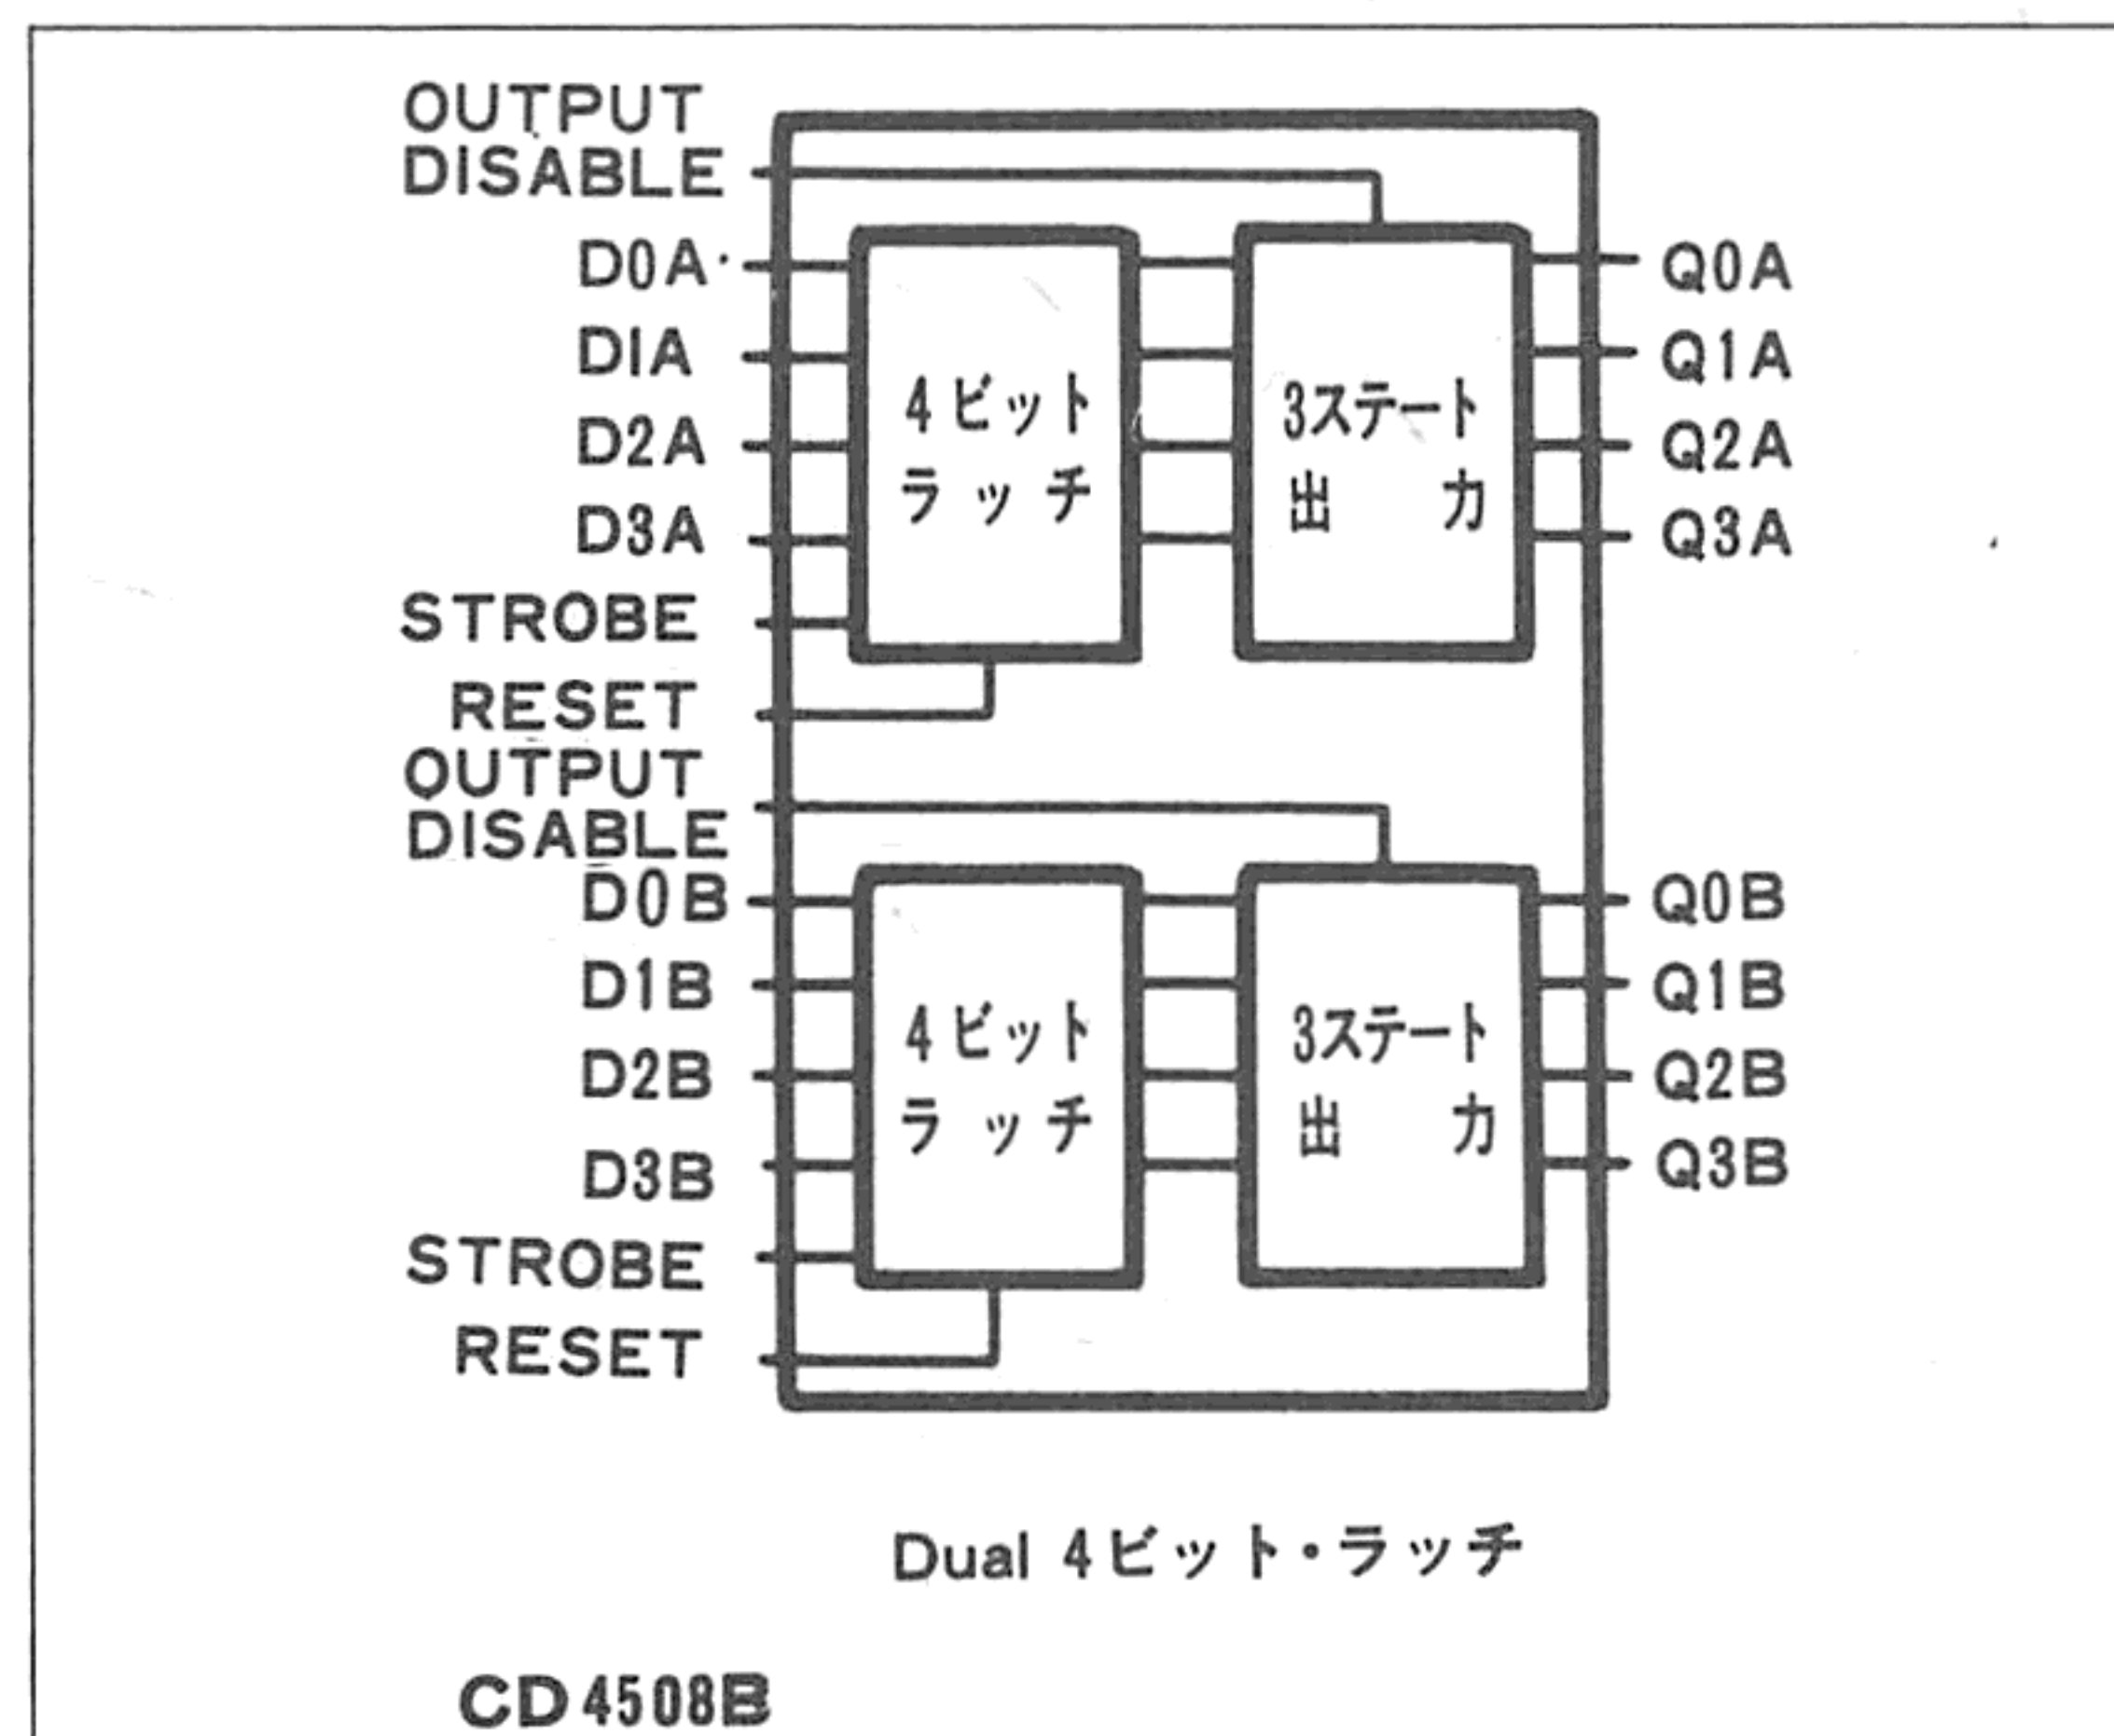 OUTPUT
DISABLE
D0A
D1A
D2A
D3A
STROBE
RESET
4ビット
ラッチ
3ステート
出力
Q0A
Q1A
Q2A
Q3A
OUTPUT
DISABLE
D0B
D1B
D2B
D3B
STROBE
RESET
4ビット
ラッチ
3ステート
出力
Q0B
Q1B
Q2B
Q3B
Dual 4ビット・ラッチ
CD4508B